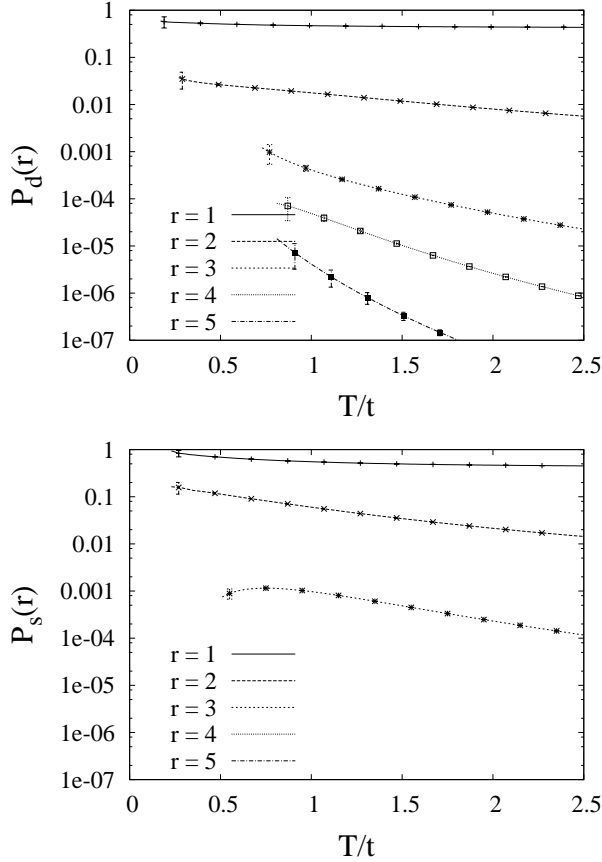 1
0.1
0.01
0.001
1e-04
1e-05
1e-06
1e-07
P_d(r)
r = 1
r = 2
r = 3
r = 4
r = 5
0 0.5 1 1.5 2 2.5
T/t
1
0.1
0.01
0.001
1e-04
1e-05
1e-06
1e-07
P_s(r)
r = 1
r = 2
r = 3
r = 4
r = 5
0 0.5 1 1.5 2 2.5
T/t